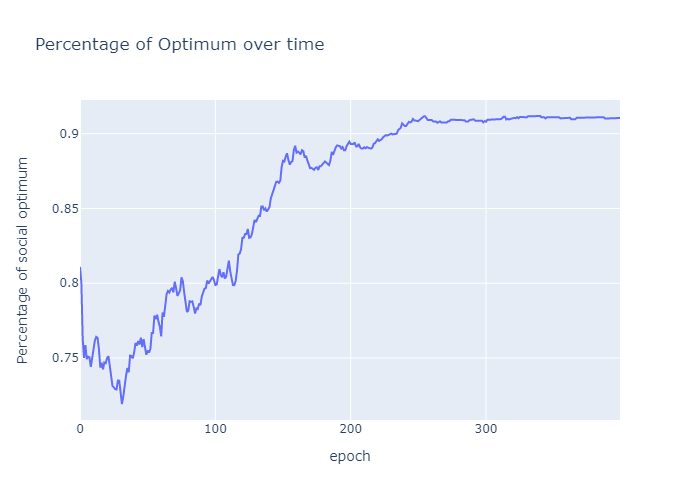 Percentage of Optimum over time
Percentage of social optimum
0.9
0.85
0.8
0.75
0
100
200
300
epoch